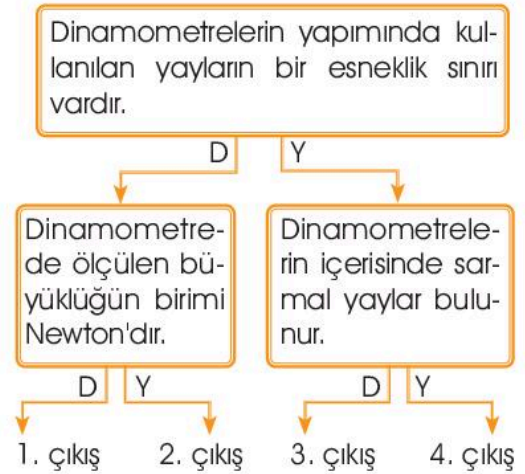 Dinamometrelerin yapımında kul-
lanılan yayların bir esneklik sınırı
vardır.
D Y
Dinamometre-
de ölçülen bü-
yüklüğün birimi
Newton'dır.
Dinamometrele-
rin içerisinde sar-
mal yaylar bulu-
nur.
D Y D Y
1. çıkış 2. çıkış 3. çıkış 4. çıkış